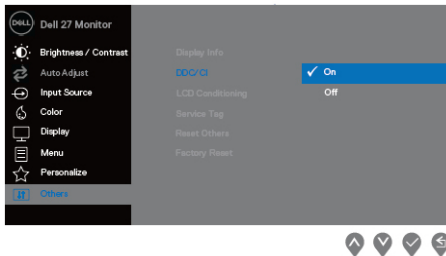 DELL Dell 27 Monitor
Brightness / Contrast
Auto Adjust
Input Source
Color
Display
Menu
Personalize
Others
Display Info
DDC/CI
LCD Conditioning
Service Tag
Reset Others
Factory Reset
On
Off